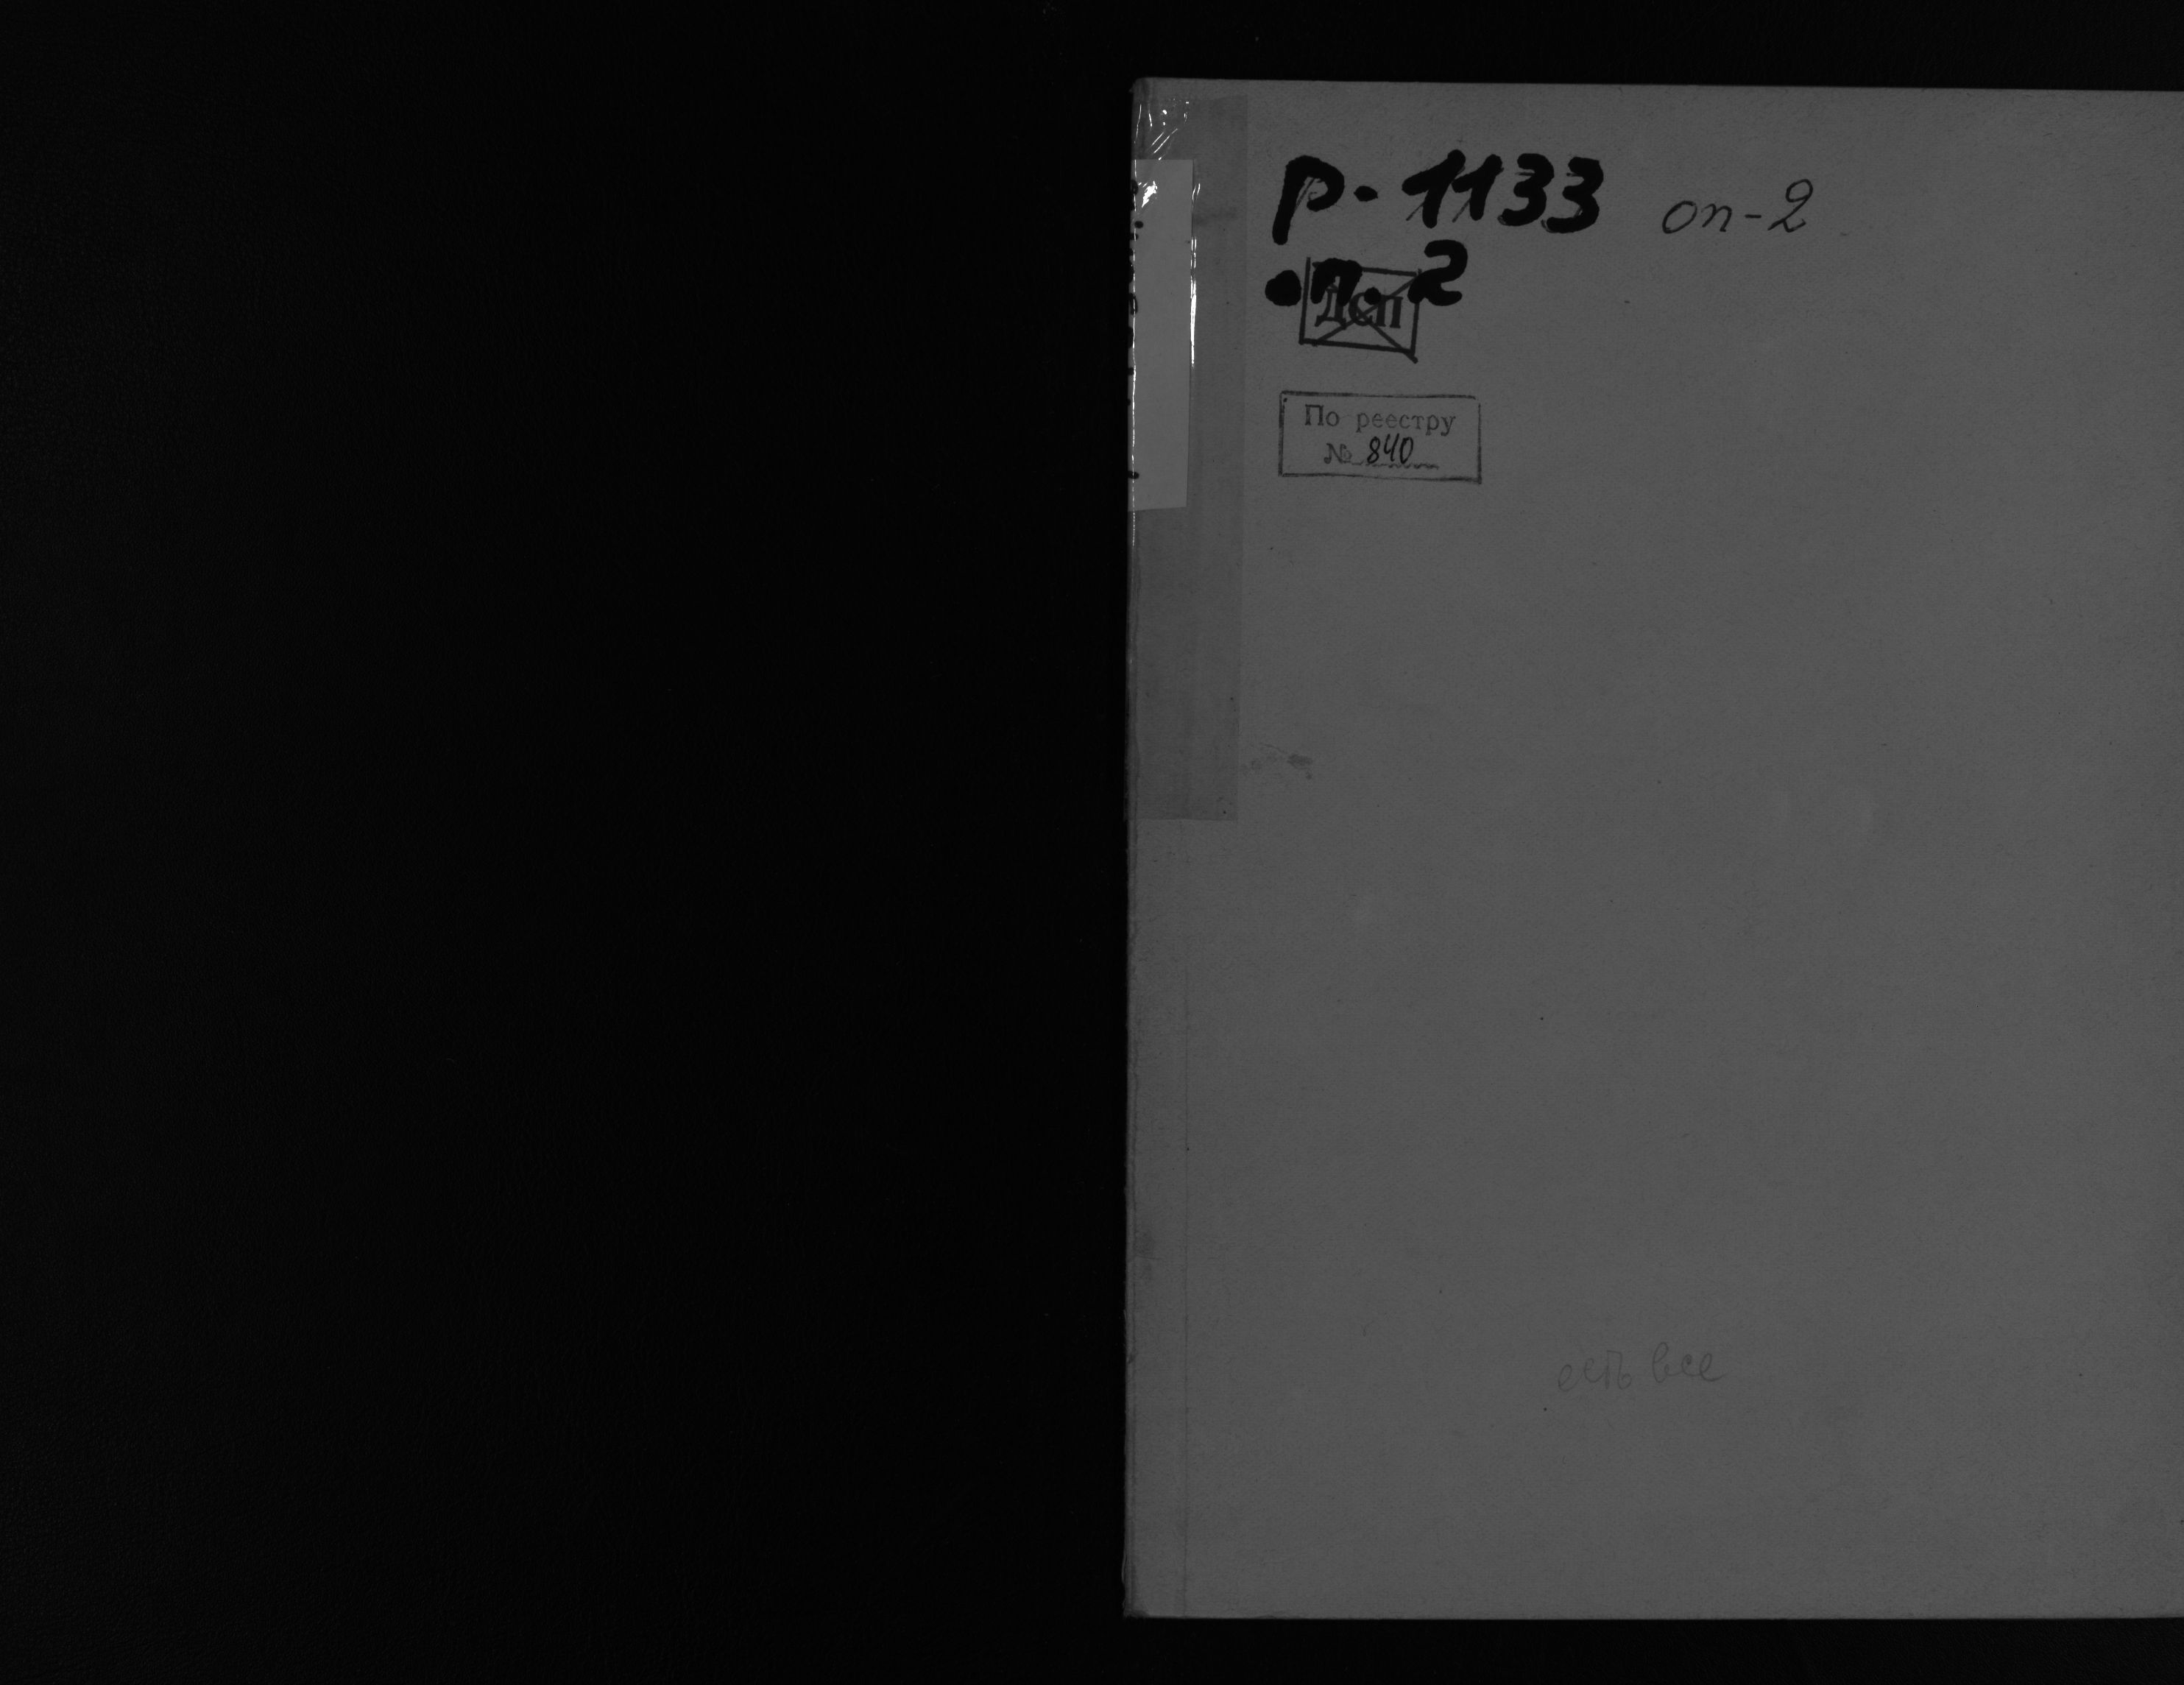 р-1133 оп-2
оп. 2
Дсп
По реестру
№ 840
есть все